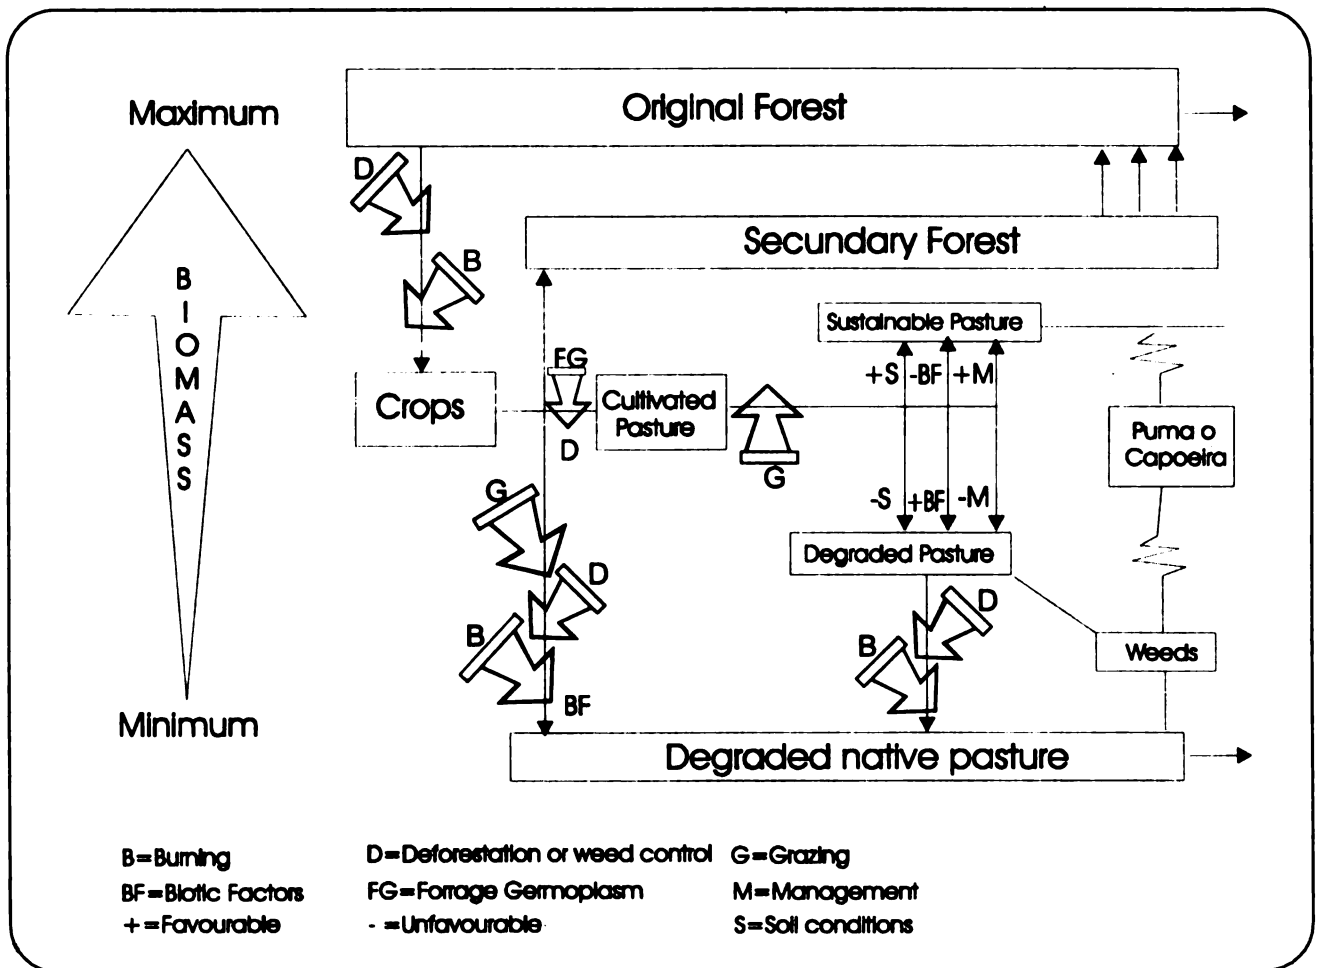 Maximum
Original Forest
D
B
Secundary Forest
BIOMASS
Sustainable Pasture
+S -BF +M
FG
Crops
Cultivated
Pasture
D
G
Puma o
Capoeira
G
-S +BF -M
Degraded Pasture
D
B
D
B
Weeds
BF
Minimum
Degraded native pasture
B=Burning D=Deforestation or weed control G=Grazing
BF=Biotic Factors FG=Forrage Germoplasm M=Management
+=Favourable - =Unfavourable S=Soil conditions